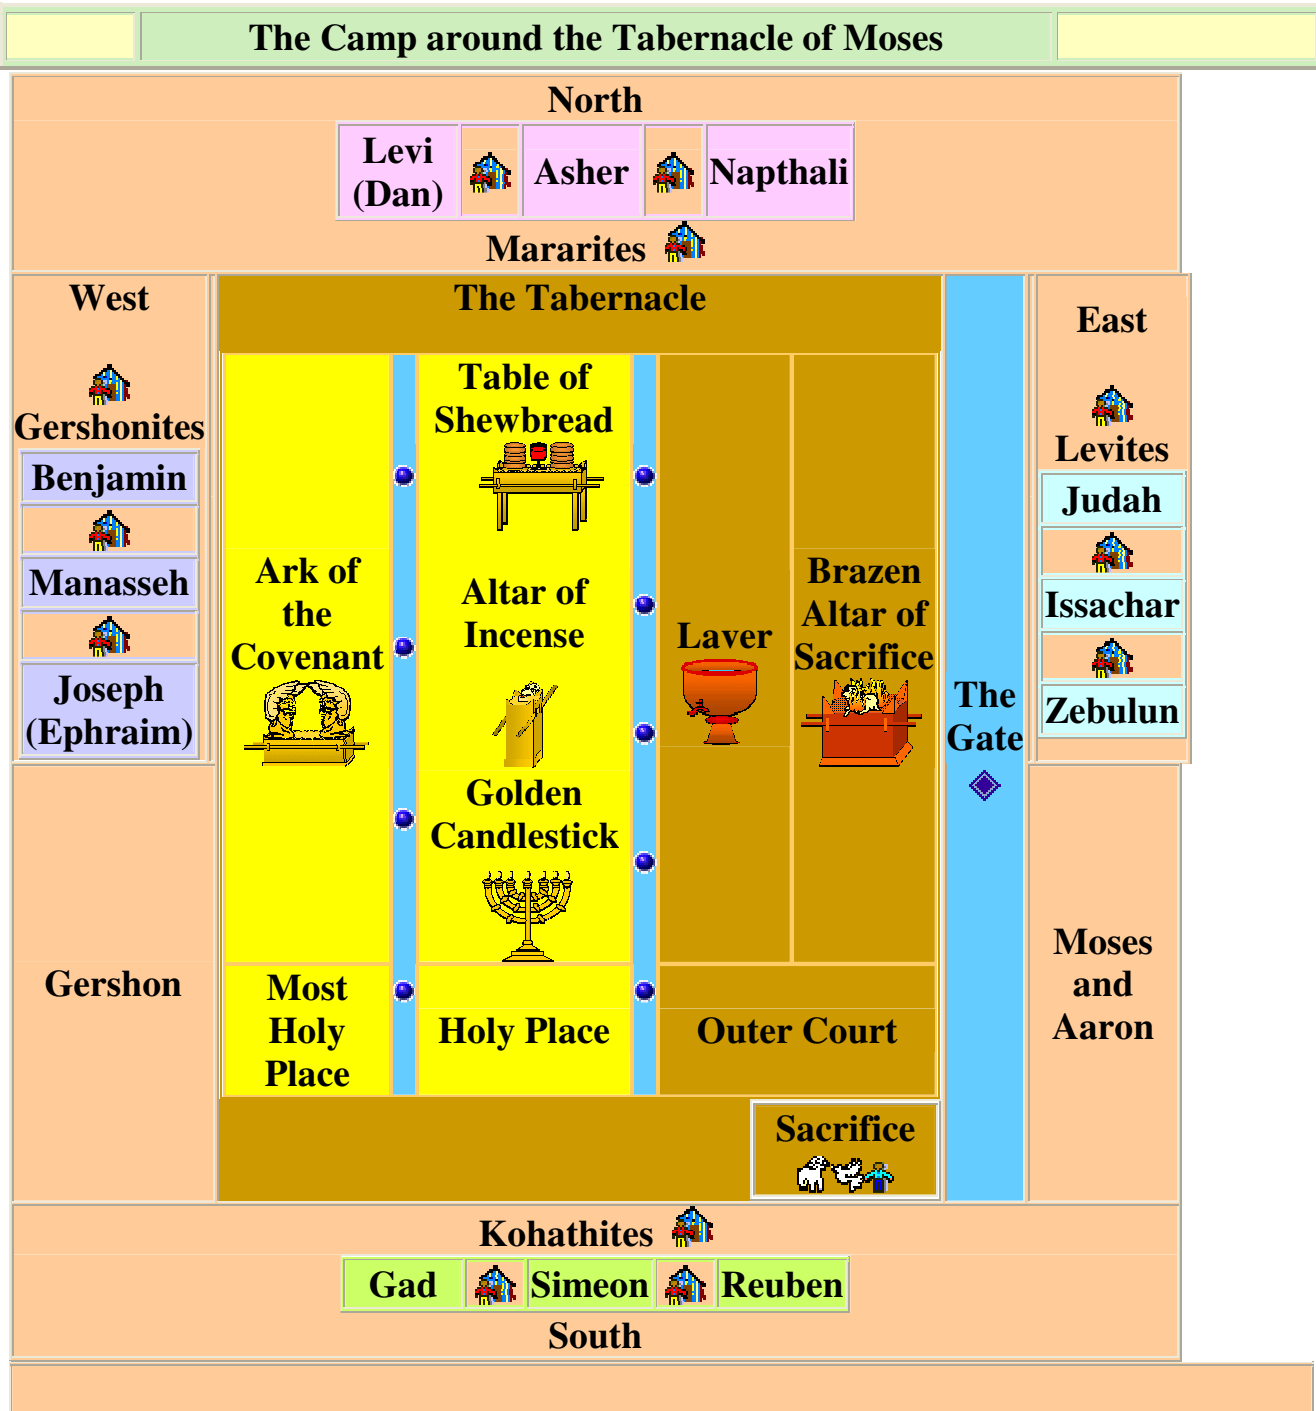 The Camp around the Tabernacle of Moses
North
Levi
(Dan)
Asher
Napthali
Mararites
West
Gershonites
Benjamin
Manasseh
Joseph
(Ephraim)
Gershon
The Tabernacle
Ark of
the
Covenant
Most
Holy
Place
Table of
Shewbread
Altar of
Incense
Golden
Candlestick
Holy Place
Laver
Brazen
Altar of
Sacrifice
Outer Court
Sacrifice
The
Gate
East
Levites
Judah
Issachar
Zebulun
Moses
and
Aaron
Kohathites
Gad
Simeon
Reuben
South